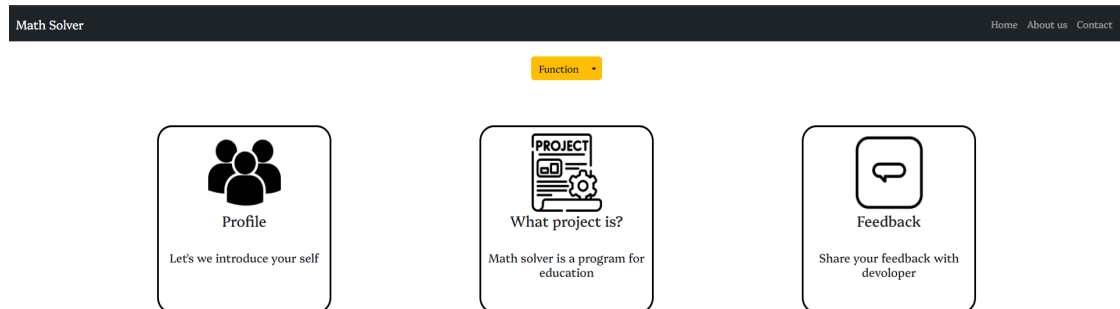 Math Solver
Home About us Contact
Function
PROJECT
Profile
What project is?
Feedback
Let's we introduce your self
Math solver is a program for
education
Share your feedback with
devoloper